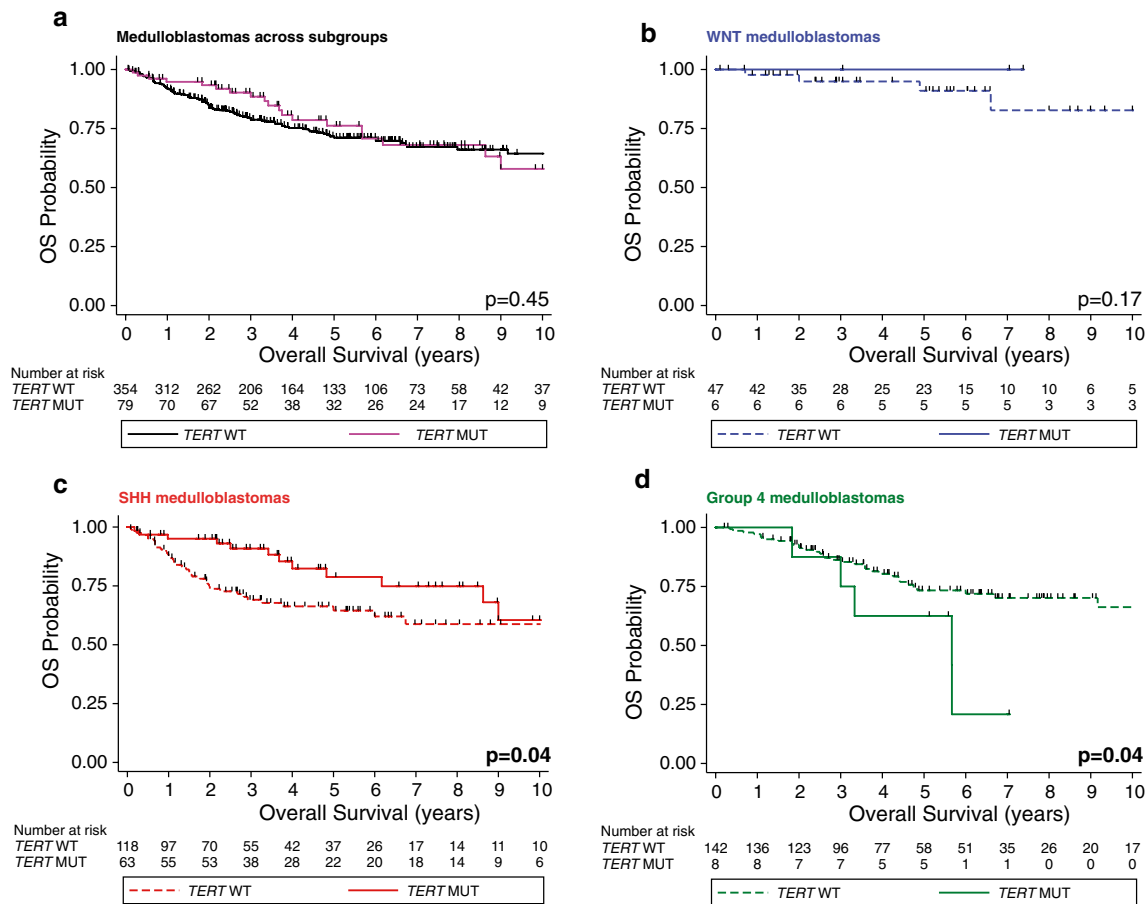 a
Medulloblastomas across subgroups
1.00
0.75
0.50
0.25
0.00
OS Probability
p=0.45
0 1 2 3 4 5 6 7 8 9 10
Overall Survival (years)
Number at risk
TERT WT 354 312 262 206 164 133 106 73 58 42 37
TERT MUT 79 70 67 52 38 32 26 24 17 12 9
TERT WT TERT MUT
b
WNT medulloblastomas
1.00
0.75
0.50
0.25
0.00
OS Probability
p=0.17
0 1 2 3 4 5 6 7 8 9 10
Overall Survival (years)
Number at risk
TERT WT 47 42 35 28 25 23 15 10 10 6 5
TERT MUT 6 6 6 6 5 5 5 5 3 3 3
TERT WT TERT MUT
c
SHH medulloblastomas
1.00
0.75
0.50
0.25
0.00
OS Probability
p=0.04
0 1 2 3 4 5 6 7 8 9 10
Overall Survival (years)
Number at risk
TERT WT 118 97 70 55 42 37 26 17 14 11 10
TERT MUT 63 55 53 38 28 22 20 18 14 9 6
TERT WT TERT MUT
d
Group 4 medulloblastomas
1.00
0.75
0.50
0.25
0.00
OS Probability
p=0.04
0 1 2 3 4 5 6 7 8 9 10
Overall Survival (years)
Number at risk
TERT WT 142 136 123 96 77 58 51 35 26 20 17
TERT MUT 8 8 7 7 5 5 1 1 0 0 0
TERT WT TERT MUT